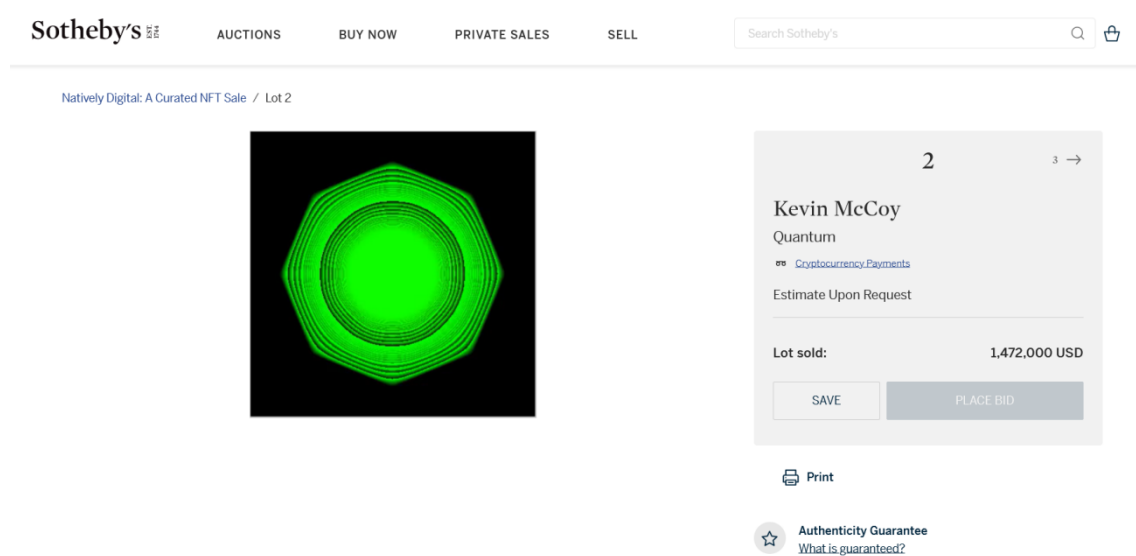 Sotheby's EST. 1744
AUCTIONS BUY NOW PRIVATE SALES SELL Search Sotheby's
Natively Digital: A Curated NFT Sale / Lot 2
2 3 →
Kevin McCoy
Quantum
Cryptocurrency Payments
Estimate Upon Request
Lot sold: 1,472,000 USD
SAVE PLACE BID
Print
Authenticity Guarantee
What is guaranteed?